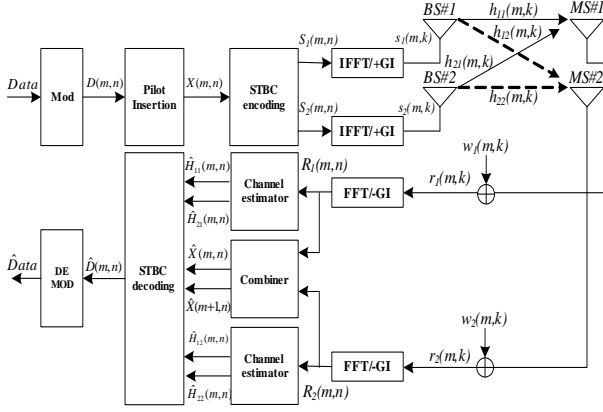 BS#1
h₁₁(m,k)
MS#1
S₁(m,n)
s₁(m,k)
h₁₂(m,k)
IFFT/+GI
h₂₁(m,k)
Data
D(m,n)
X(m,n)
BS#2
MS#2
Mod
Pilot Insertion
STBC encoding
S₂(m,n)
s₂(m,k)
h₂₂(m,k)
IFFT/+GI
Ĥ₁₁(m,n)
R₁(m,n)
w₁(m,k)
Channel estimator
FFT/-GI
r₁(m,k)
Ĥ₂₁(m,n)
D̂ata
D̂(m,n)
X̂(m,n)
DE MOD
STBC decoding
Combiner
X̂(m+1,n)
w₂(m,k)
Ĥ₁₂(m,n)
Channel estimator
FFT/-GI
r₂(m,k)
Ĥ₂₂(m,n)
R₂(m,n)